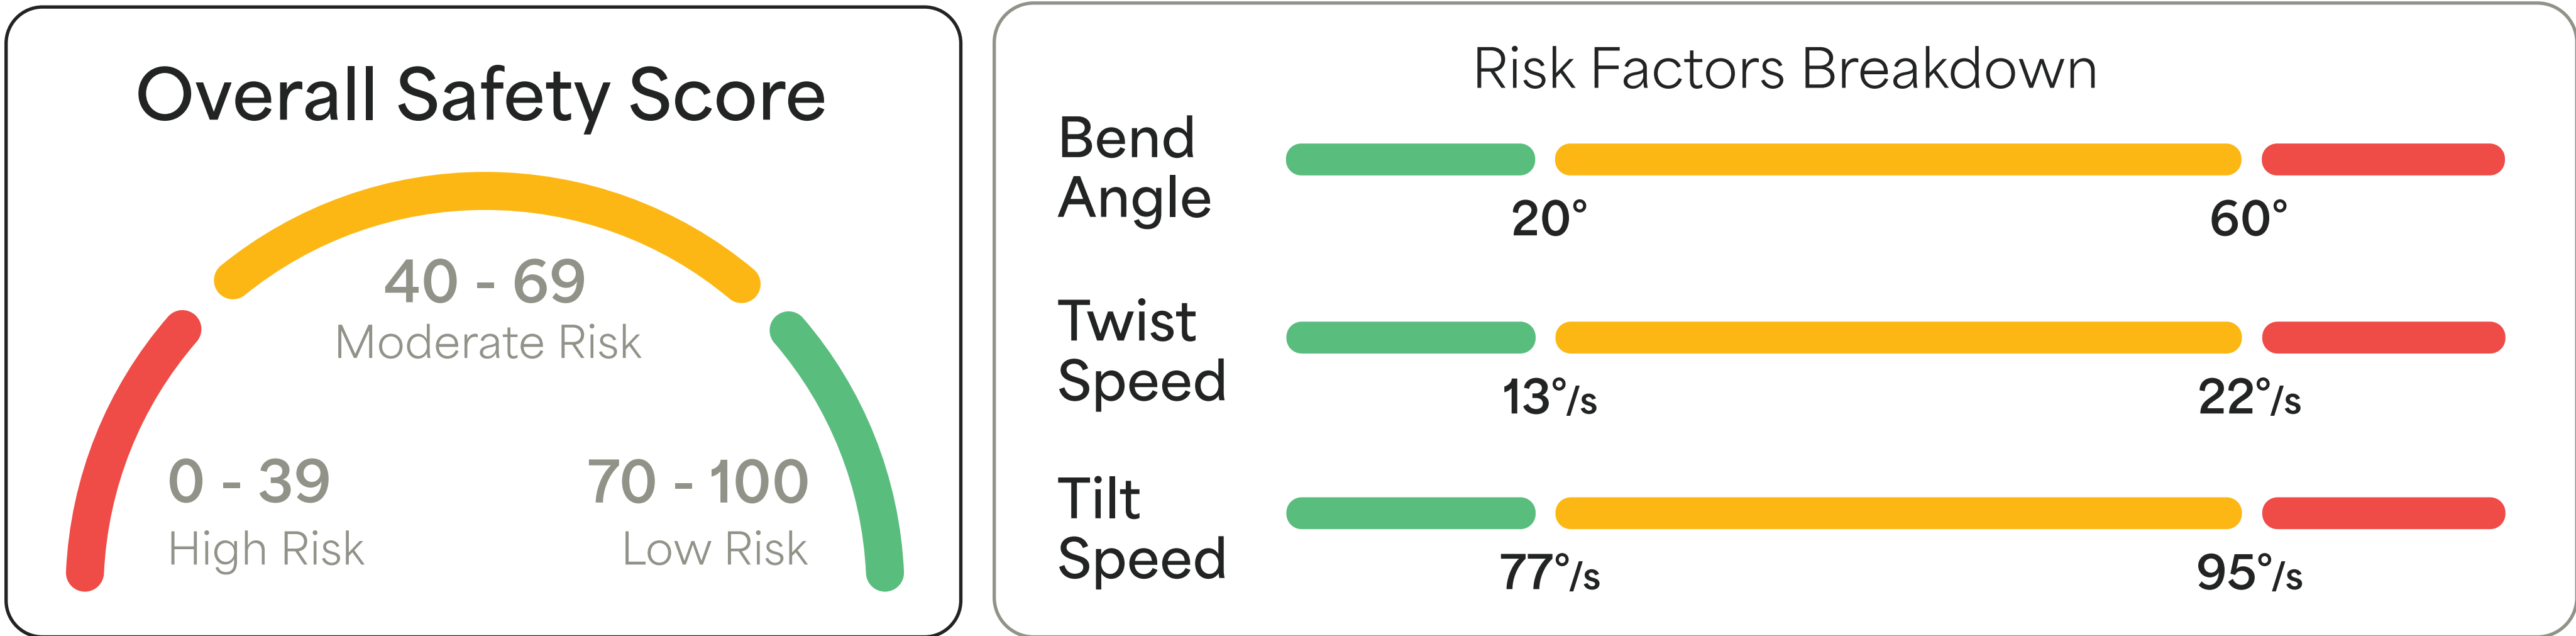 Overall Safety Score
40 - 69
Moderate Risk
0 - 39
High Risk
70 - 100
Low Risk
Risk Factors Breakdown
Bend
Angle
20°
60°
Twist
Speed
13°/s
22°/s
Tilt
Speed
77°/s
95°/s